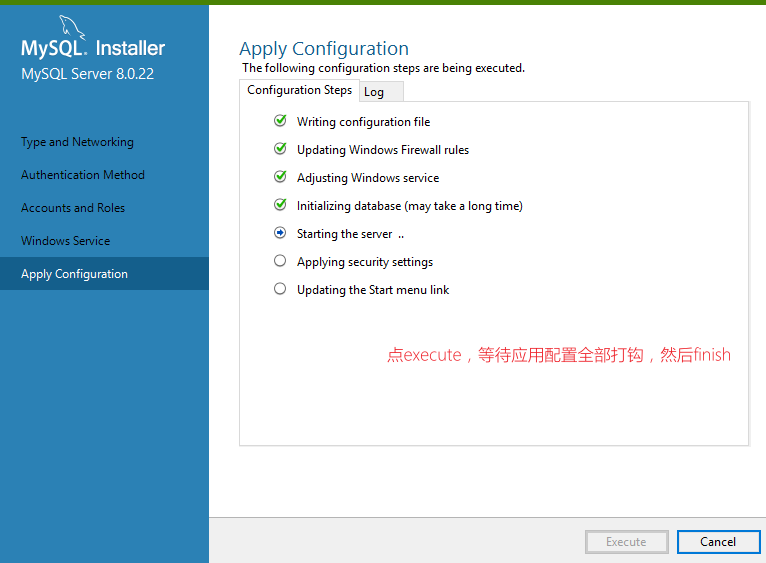 MySQL. Installer
MySQL Server 8.0.22
Type and Networking
Authentication Method
Accounts and Roles
Windows Service
Apply Configuration
Apply Configuration
The following configuration steps are being executed.
Configuration Steps
Log
Writing configuration file
Updating Windows Firewall rules
Adjusting Windows service
Initializing database (may take a long time)
Starting the server ..
Applying security settings
Updating the Start menu link
点execute，等待应用配置全部打钩，然后finish
Execute
Cancel